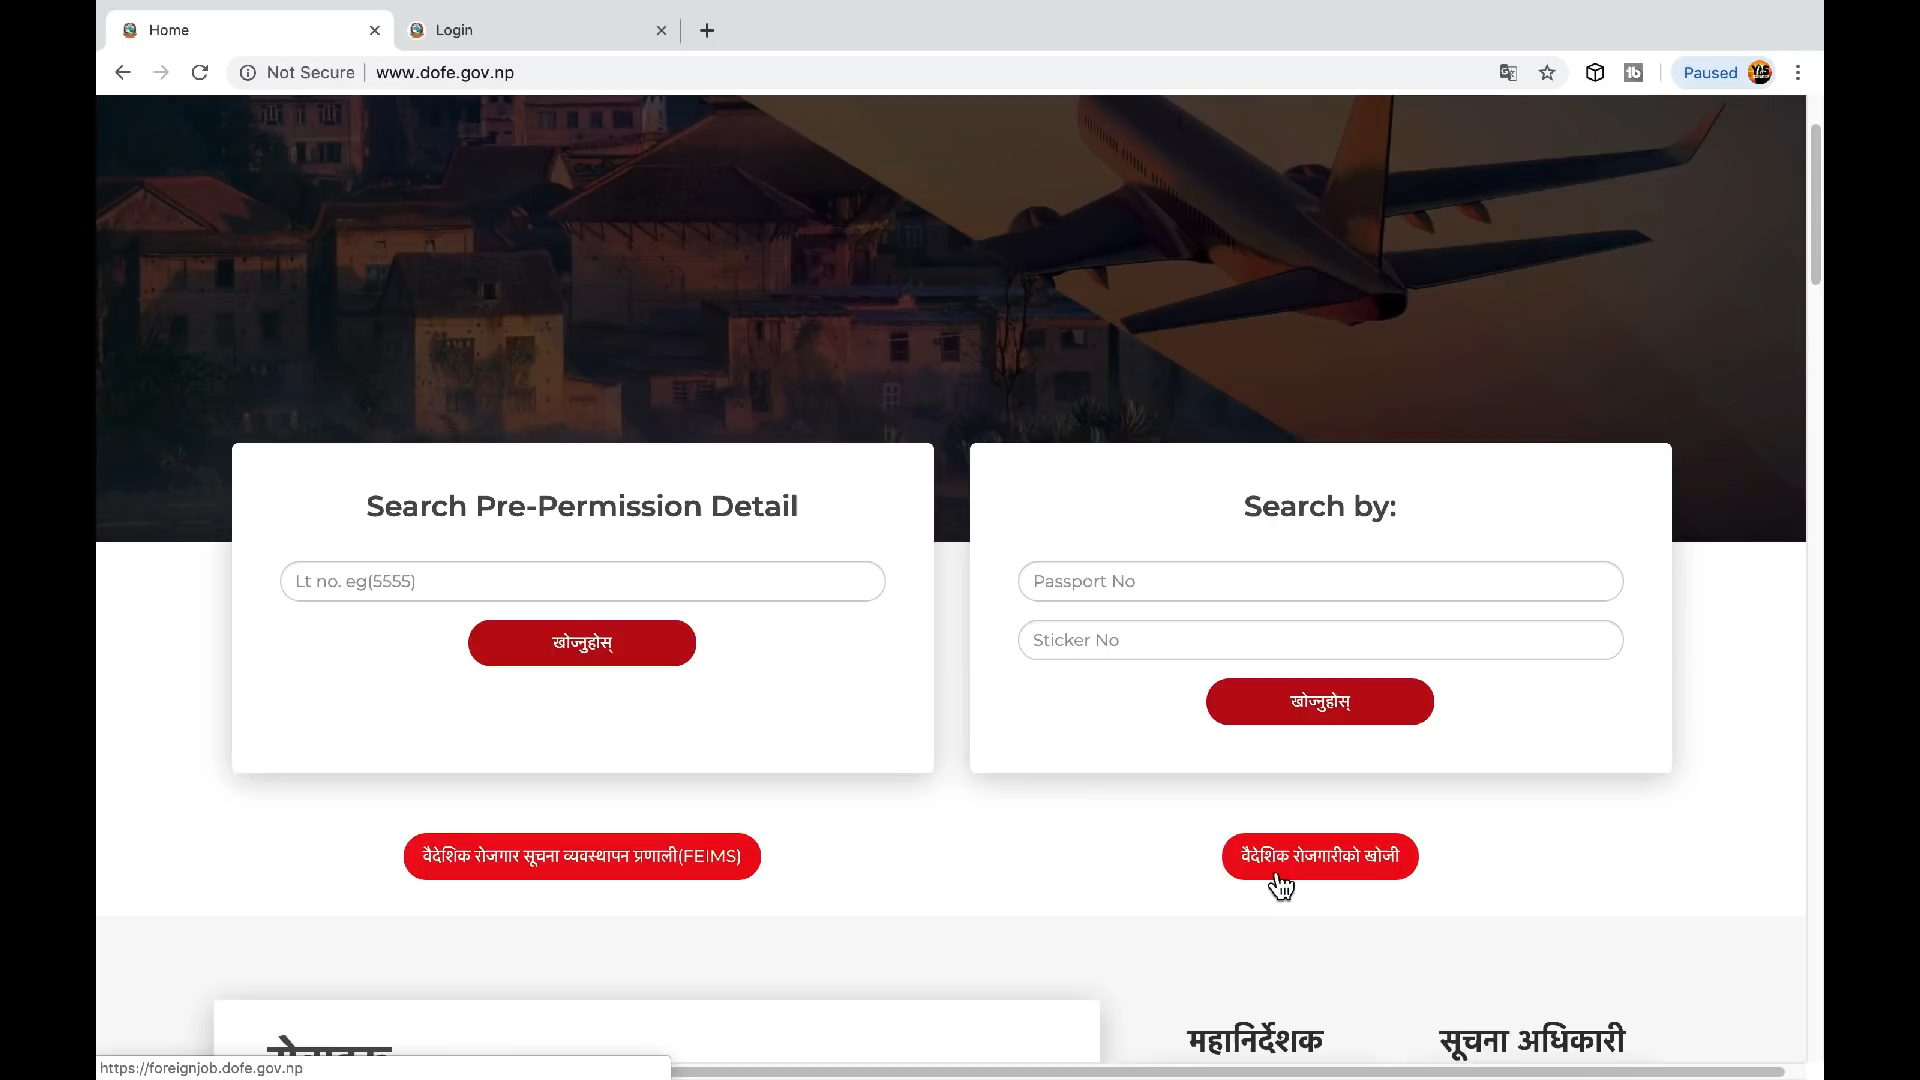 Home
Login
Not Secure
www.dofe.gov.np
Paused
Search Pre-Permission Detail
Lt no. eg(5555)
खोज्नुहोस्
Search by:
Passport No
Sticker No
खोज्नुहोस्
वैदेशिक रोजगार सूचना व्यवस्थापन प्रणाली(FEIMS)
वैदेशिक रोजगारीको खोजी
महानिर्देशक
सूचना अधिकारी
https://foreignjob.dofe.gov.np